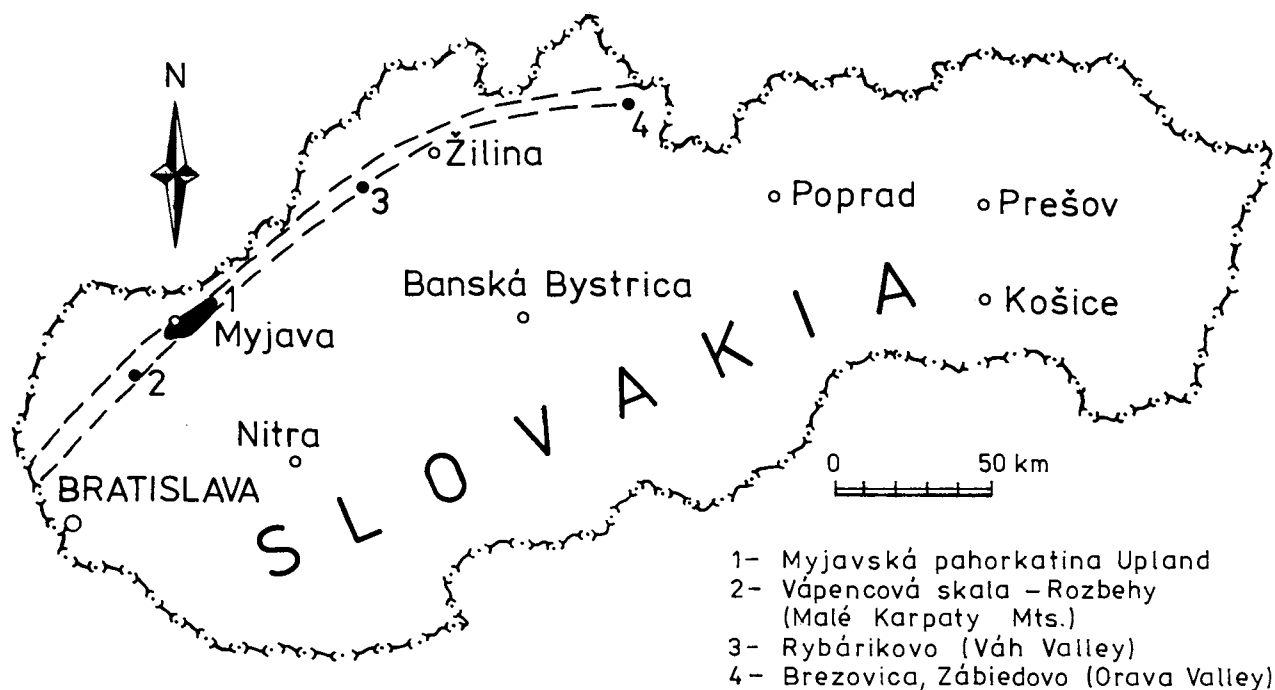 N
4
Žilina
3
Poprad
Prešov
Banská Bystrica
1
Košice
Myjava
2
Nitra
SLOVAKIA
0 50 km
BRATISLAVA
1- Myjavská pahorkatina Upland
2- Vápencová skala - Rozbehy
(Malé Karpaty Mts.)
3- Rybárikovo (Váh Valley)
4- Brezovica, Zábiedovo (Orava Valley)